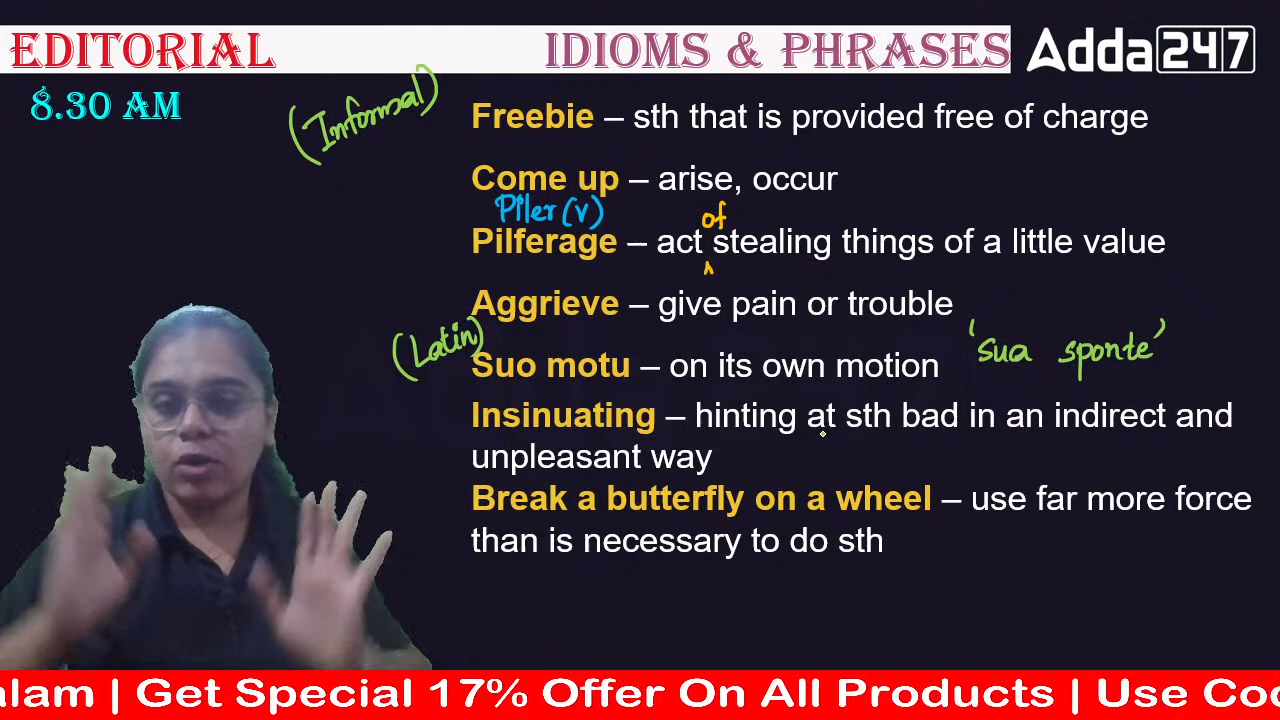 EDITORIAL IDIOMS & PHRASES Adda247
8.30 AM
(Informal)
Freebie – sth that is provided free of charge
Come up – arise, occur
Piler (v)
of
Pilferage – act stealing things of a little value
Aggrieve – give pain or trouble
(Latin)
'sua sponte'
Suo motu – on its own motion
Insinuating – hinting at sth bad in an indirect and
unpleasant way
Break a butterfly on a wheel – use far more force
than is necessary to do sth
alam | Get Special 17% Offer On All Products | Use Co